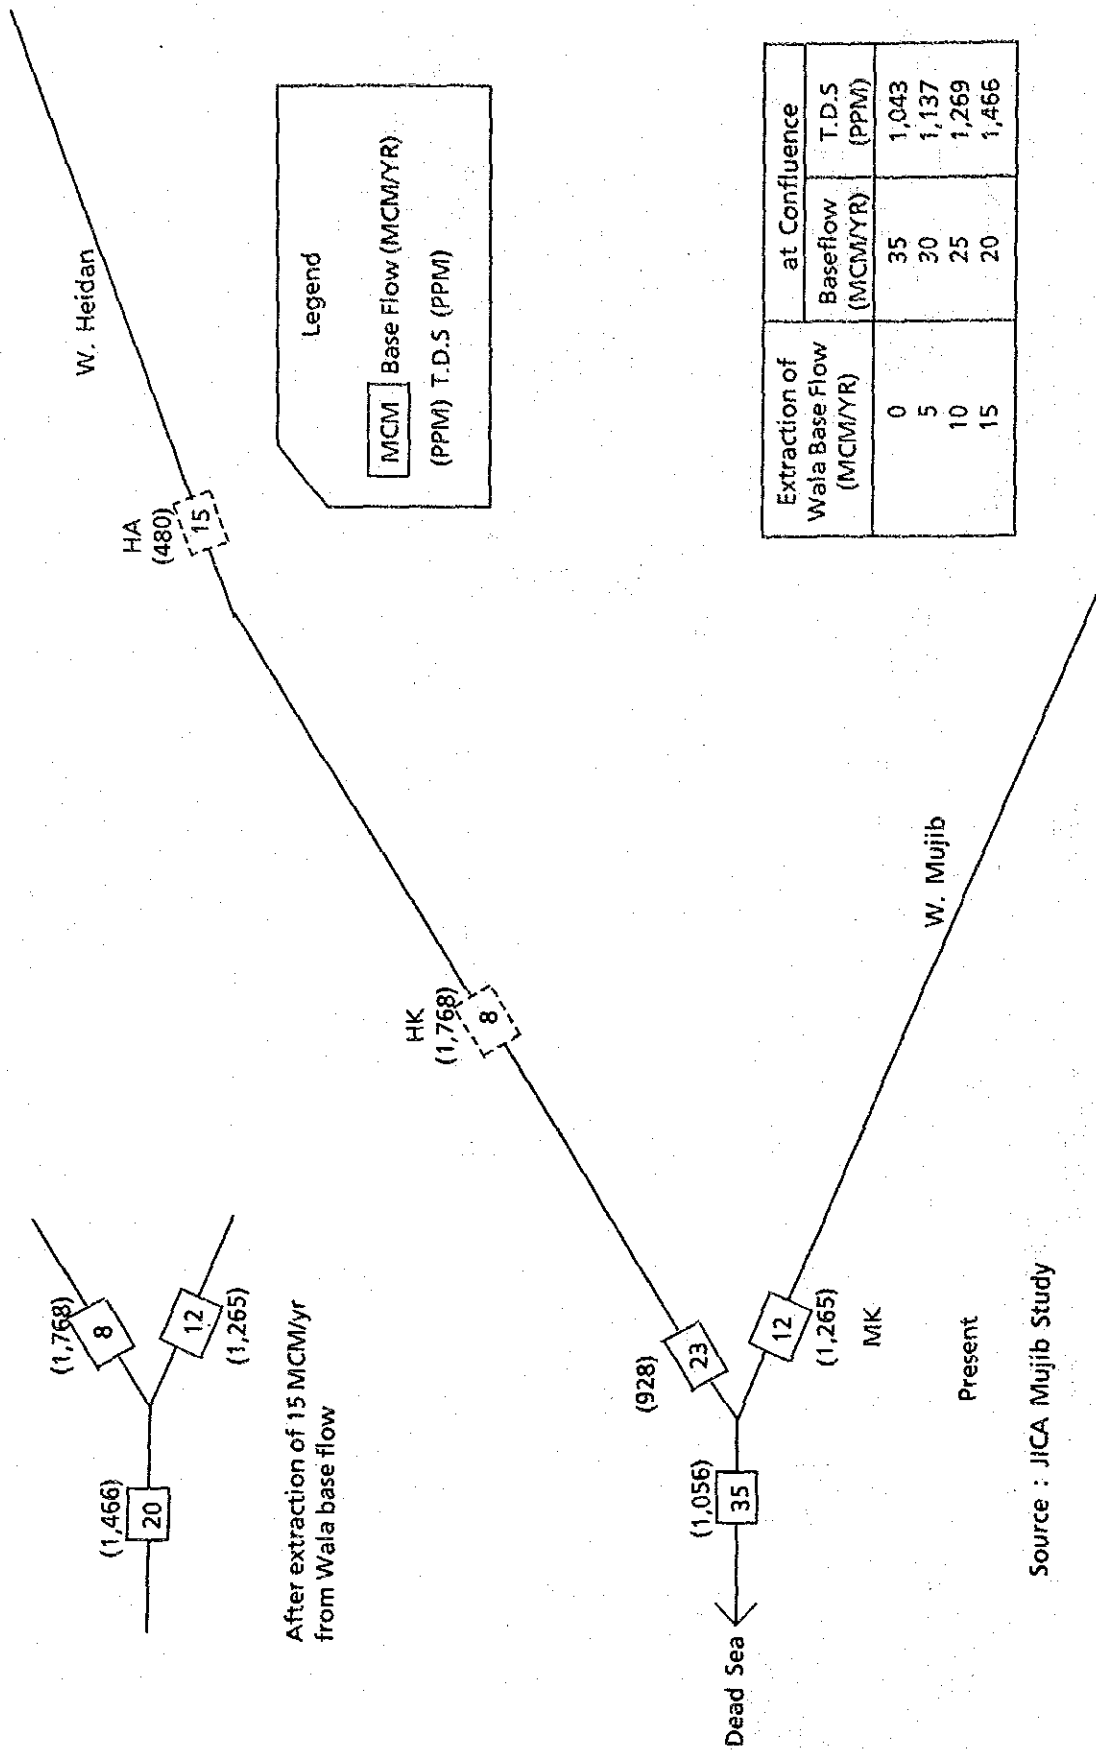 W. Heidan
HA
(480)
15
HK
(1,768)
8
(1,768)
8
12
(1,265)
(1,466)
20
After extraction of 15 MCM/yr
from Wala base flow
Legend
MCM Base Flow (MCM/YR)
(PPM) T.D.S (PPM)
(928)
23
12
(1,265)
MK
(1,056)
35
Dead Sea
W. Mujib
Present
Extraction of Wala Base Flow (MCM/YR) at Confluence
Baseflow (MCM/YR) T.D.S (PPM)
0 35 1,043
5 30 1,137
10 25 1,269
15 20 1,466
Source : JICA Mujib Study